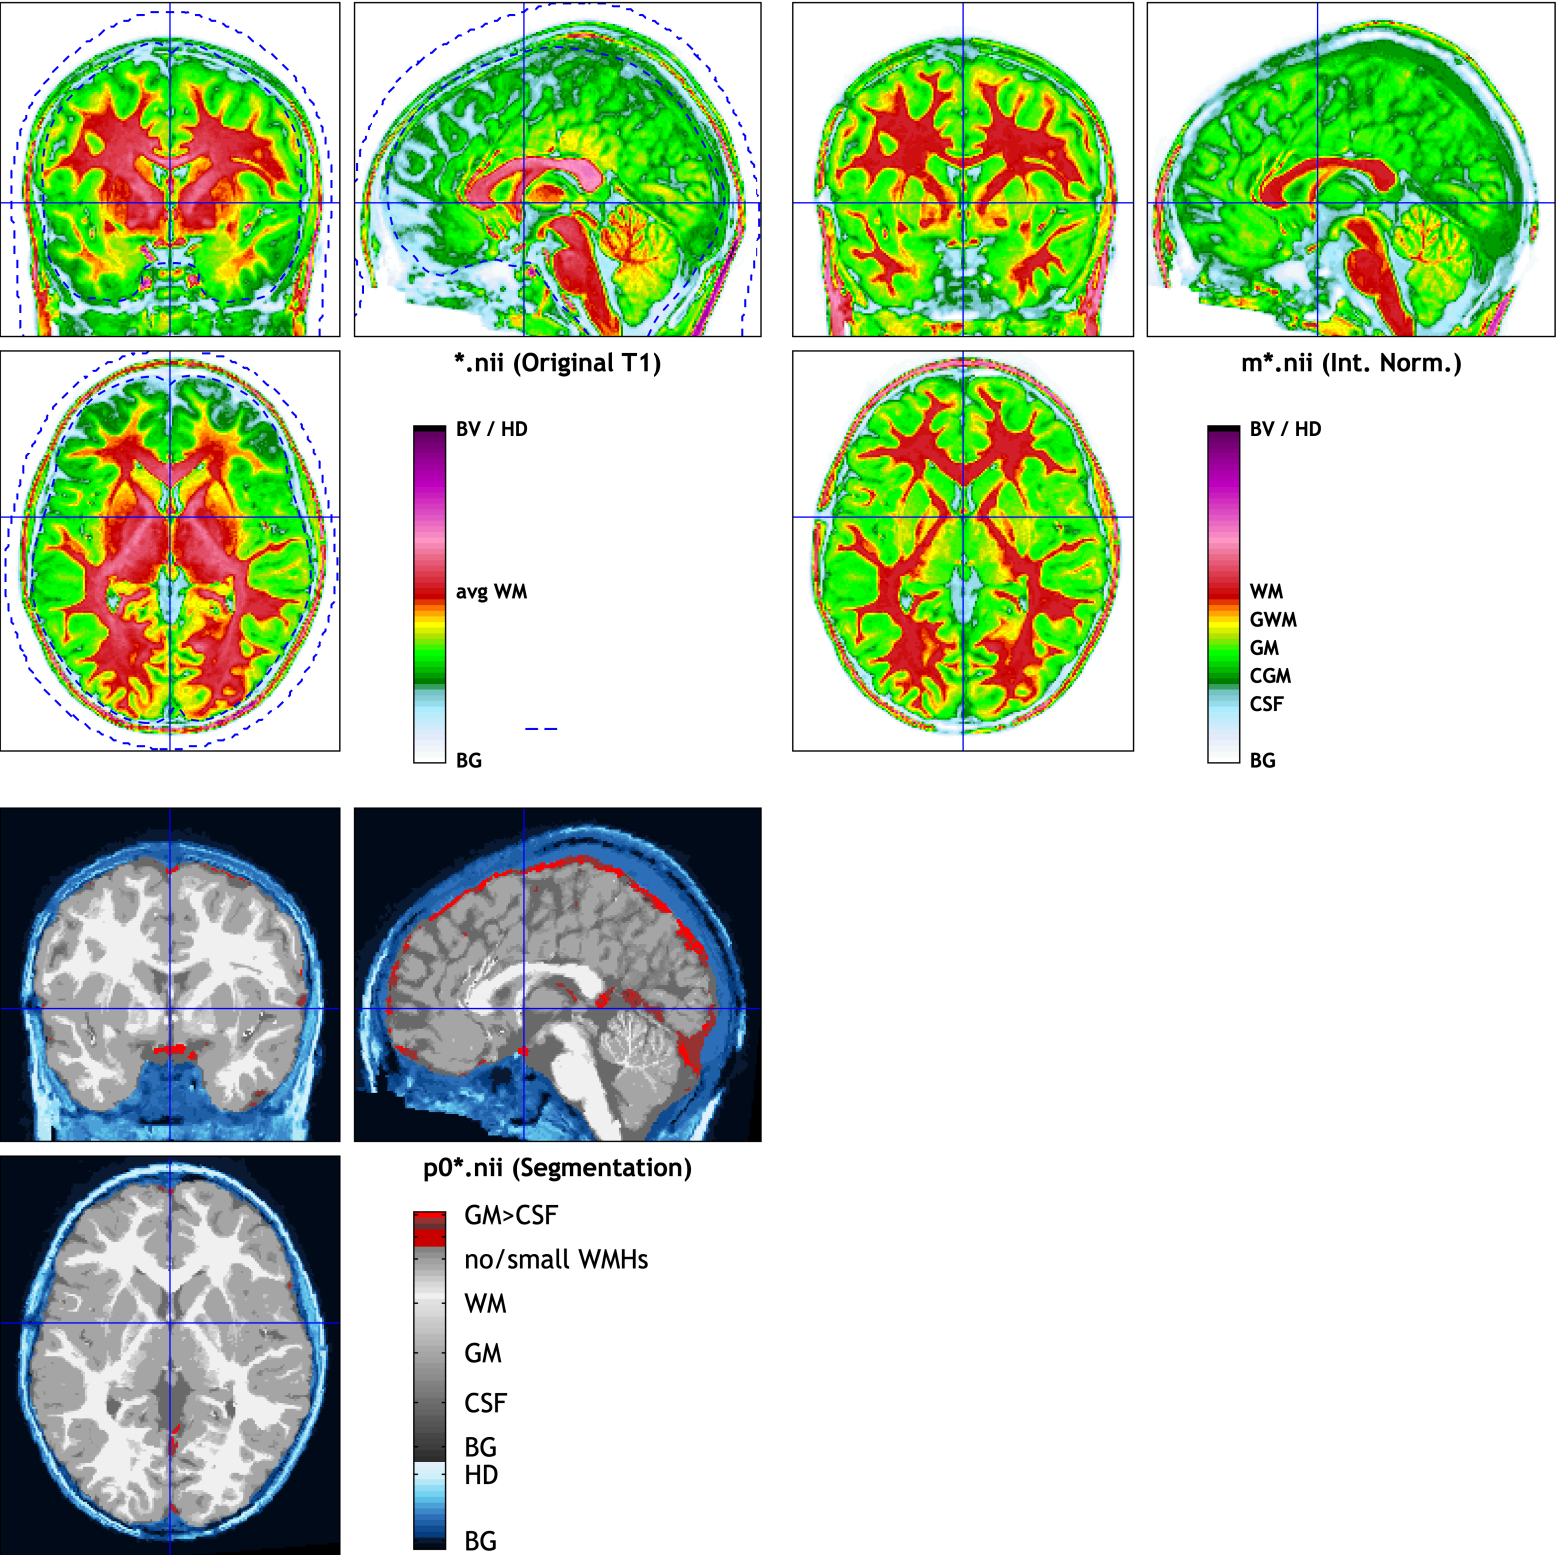 *.nii (Original T1)
BV / HD
avg WM
BG
m*.nii (Int. Norm.)
BV / HD
WM
GWM
GM
CGM
CSF
BG
p0*.nii (Segmentation)
GM>CSF
no/small WMHs
WM
GM
CSF
BG
HD
BG